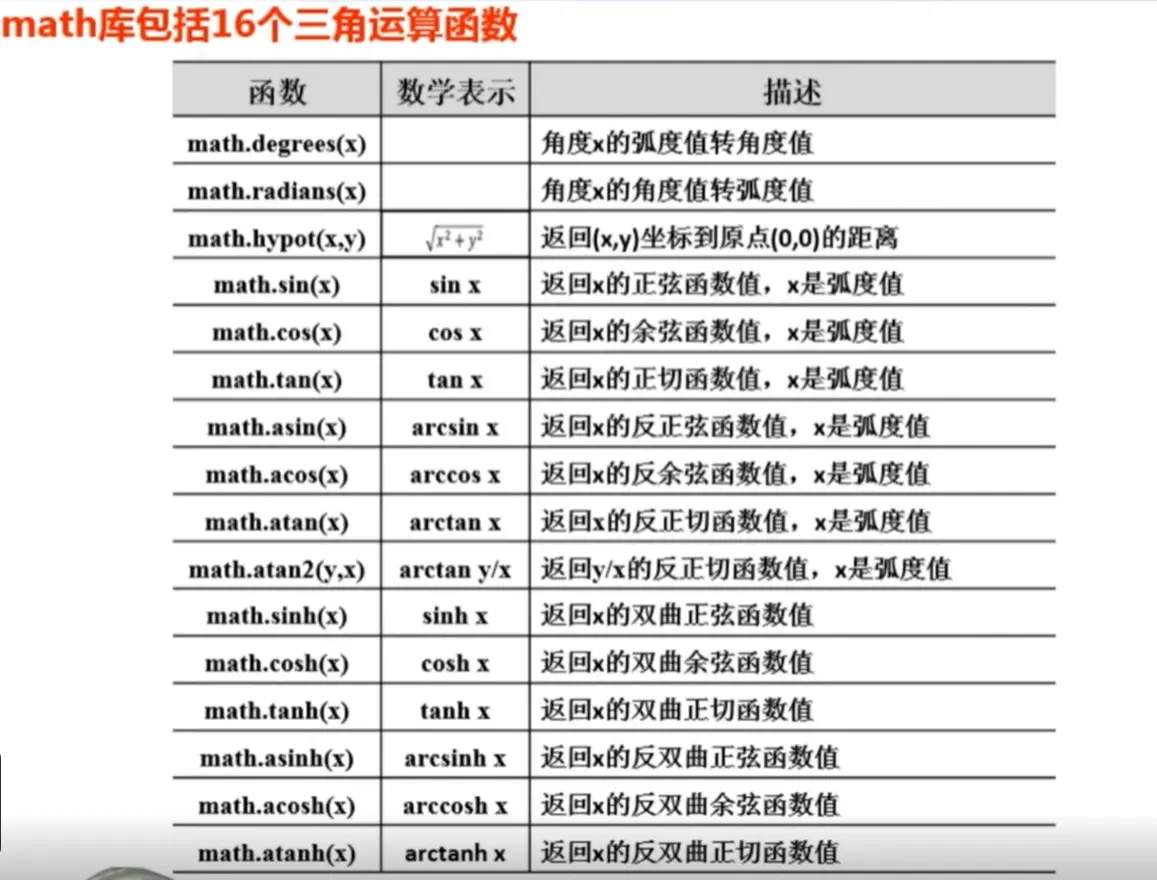 math库包括16个三角运算函数
函数 数学表示 描述
math.degrees(x) 角度x的弧度值转角度值
math.radians(x) 角度x的角度值转弧度值
math.hypot(x,y) √x²+y² 返回(x,y)坐标到原点(0,0)的距离
math.sin(x) sin x 返回x的正弦函数值，x是弧度值
math.cos(x) cos x 返回x的余弦函数值，x是弧度值
math.tan(x) tan x 返回x的正切函数值，x是弧度值
math.asin(x) arcsin x 返回x的反正弦函数值，x是弧度值
math.acos(x) arccos x 返回x的反余弦函数值，x是弧度值
math.atan(x) arctan x 返回x的反正切函数值，x是弧度值
math.atan2(y,x) arctan y/x 返回y/x的反正切函数值，x是弧度值
math.sinh(x) sinh x 返回x的双曲正弦函数值
math.cosh(x) cosh x 返回x的双曲余弦函数值
math.tanh(x) tanh x 返回x的双曲正切函数值
math.asinh(x) arcsinh x 返回x的反双曲正弦函数值
math.acosh(x) arccosh x 返回x的反双曲余弦函数值
math.atanh(x) arctanh x 返回x的反双曲正切函数值